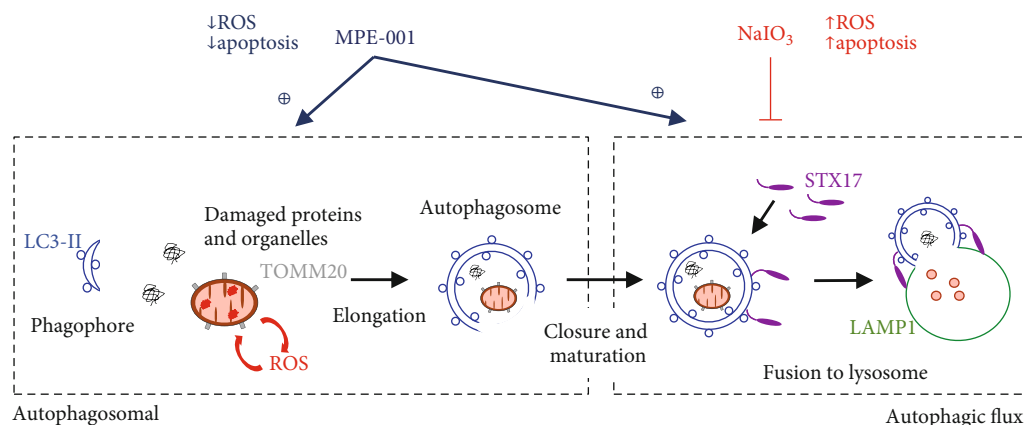 ↓ROS
↓apoptosis
MPE-001
NaIO₃
↑ROS
↑apoptosis
⊕
⊕
LC3-II
Phagophore
Damaged proteins
and organelles
TOMM20
ROS
Elongation
Autophagosome
Closure and
maturation
STX17
LAMP1
Fusion to lysosome
Autophagosomal
Autophagic flux